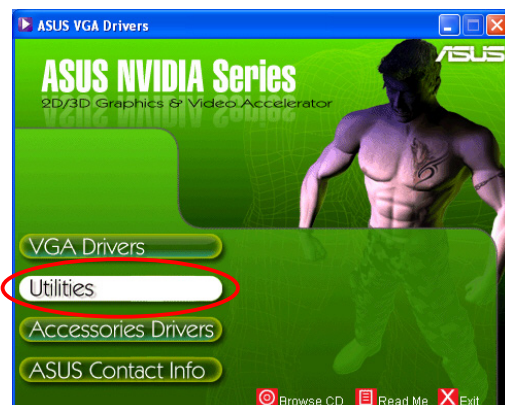 ASUS VGA Drivers
ASUS
ASUS NVIDIA Series
2D/3D Graphics & Video Accelerator
VGA Drivers
Utilities
Accessories Drivers
ASUS Contact Info
Browse CD Read Me Exit